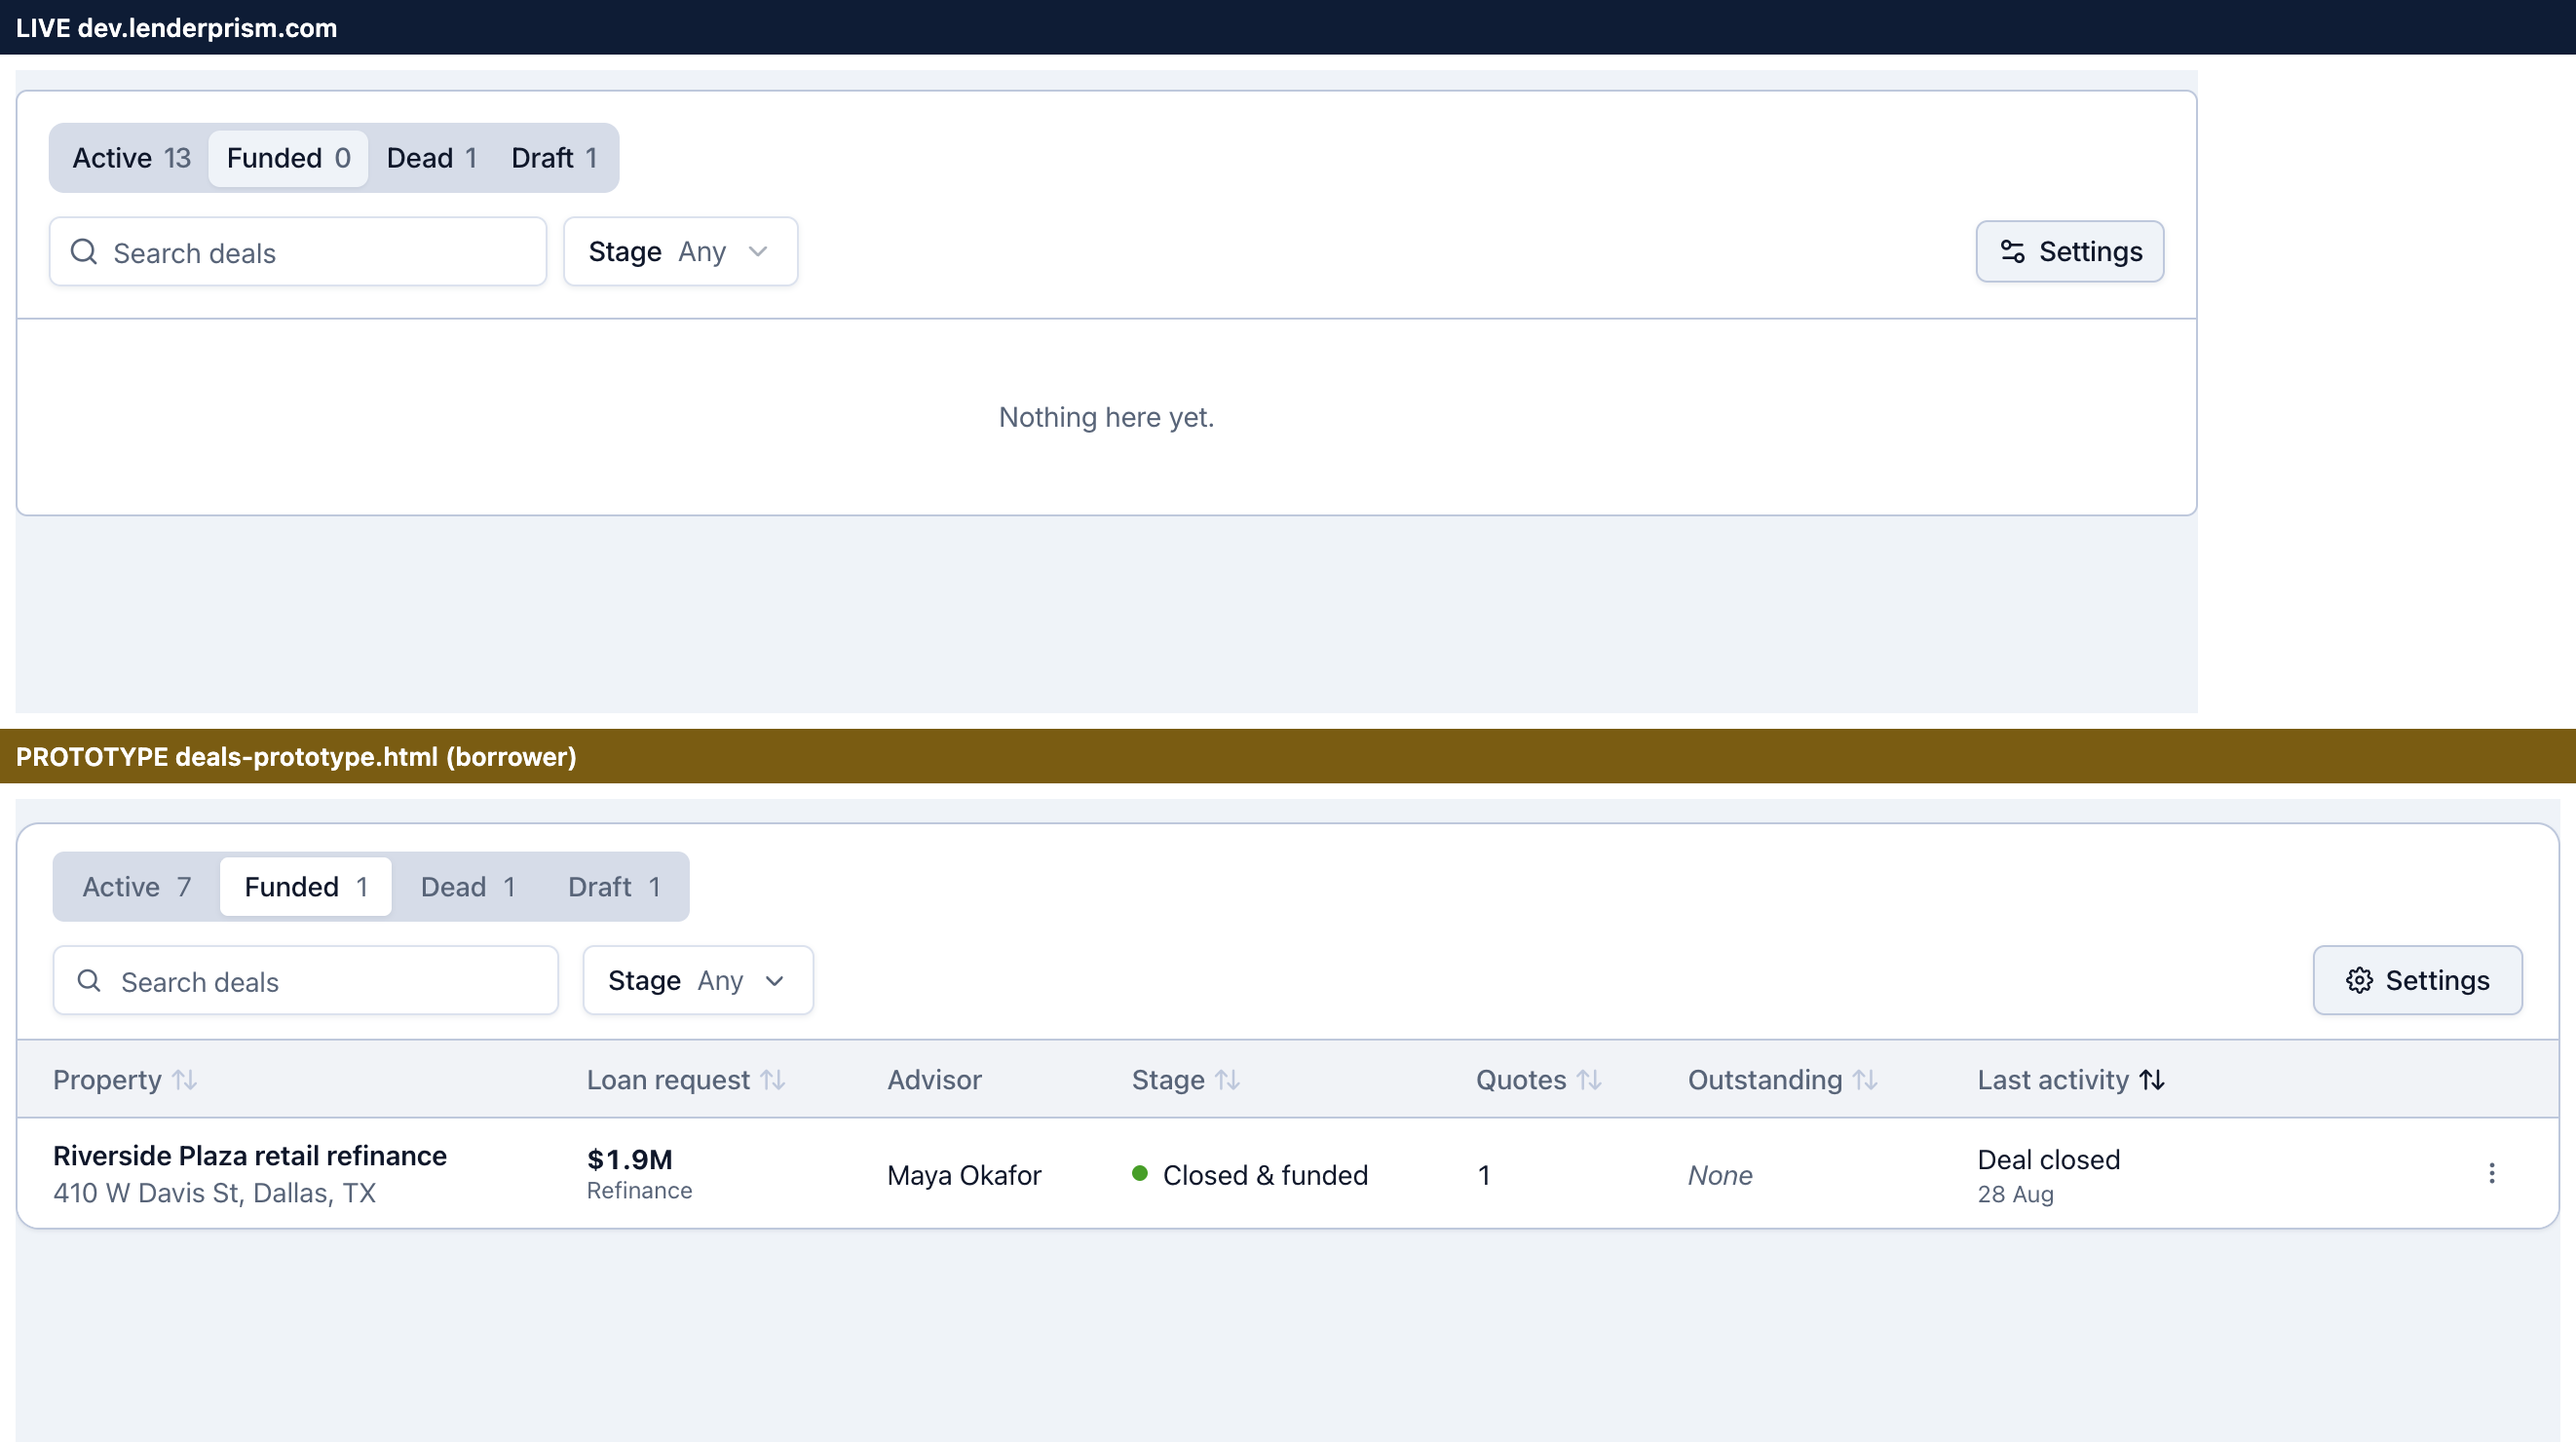 LIVE dev.lenderprism.com
Active 13 Funded 0 Dead 1 Draft 1
Search deals Stage Any Settings
Nothing here yet.
PROTOTYPE deals-prototype.html (borrower)
Active 7 Funded 1 Dead 1 Draft 1
Search deals Stage Any Settings
Property Loan request Advisor Stage Quotes Outstanding Last activity
Riverside Plaza retail refinance $1.9M Maya Okafor Closed & funded 1 None Deal closed
410 W Davis St, Dallas, TX Refinance 28 Aug